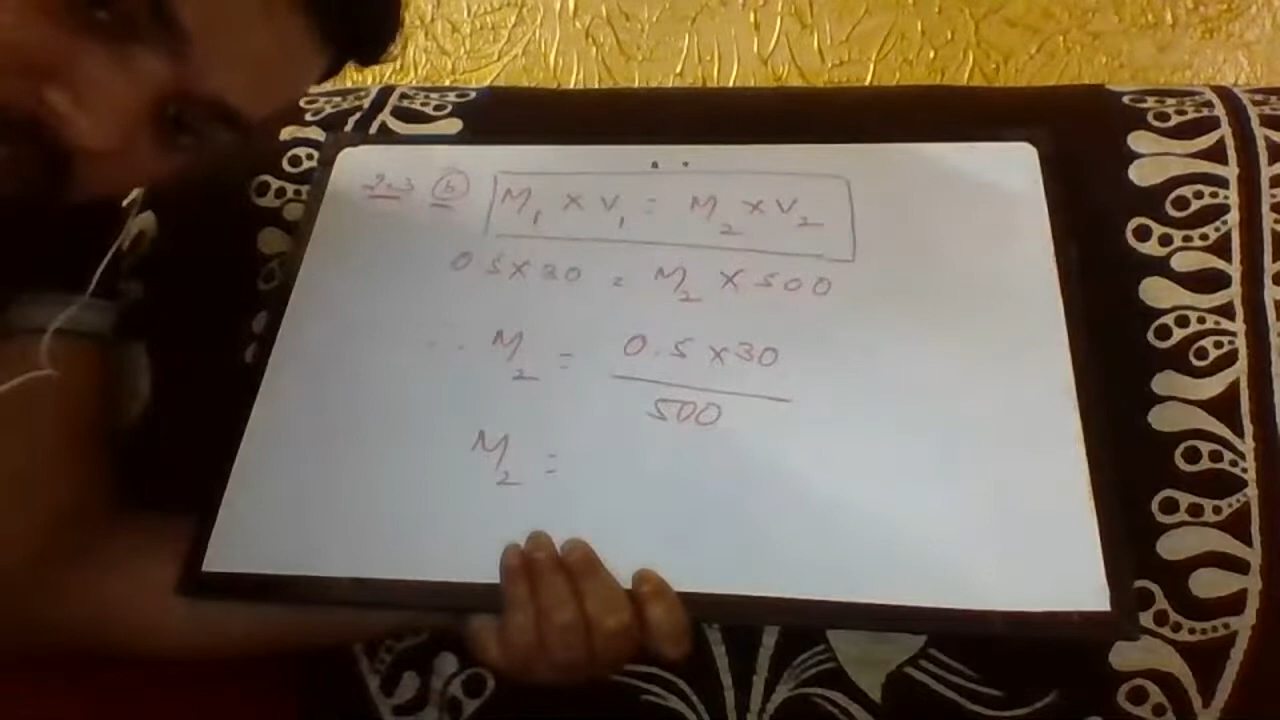 2.3 (b) M₁ × V₁ = M₂ × V₂
0.5 × 30 = M₂ × 500
∴ M₂ = 0.5 × 30 / 500
M₂ =